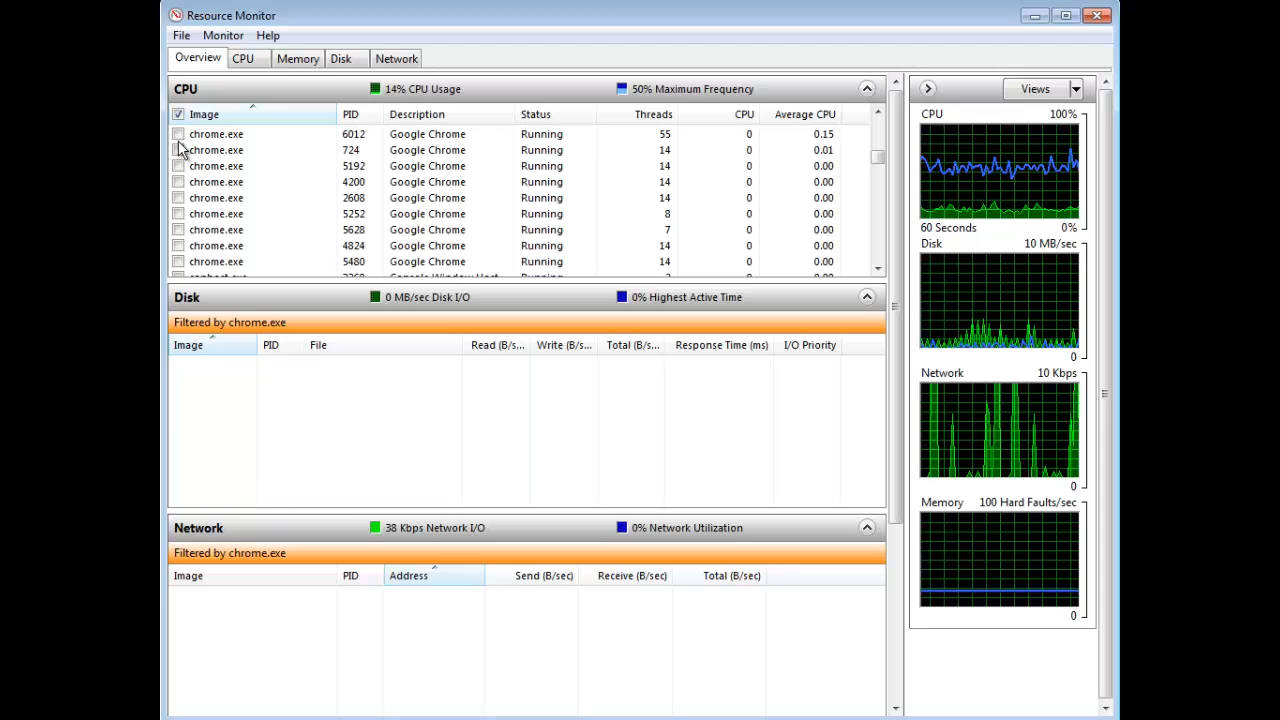 Resource Monitor
File Monitor Help
Overview CPU Memory Disk Network
CPU 14% CPU Usage 50% Maximum Frequency
Image PID Description Status Threads CPU Average CPU
chrome.exe 6012 Google Chrome Running 55 0 0.15
chrome.exe 724 Google Chrome Running 14 0 0.01
chrome.exe 5192 Google Chrome Running 14 0 0.00
chrome.exe 4200 Google Chrome Running 14 0 0.00
chrome.exe 2608 Google Chrome Running 14 0 0.00
chrome.exe 5252 Google Chrome Running 8 0 0.00
chrome.exe 5628 Google Chrome Running 7 0 0.00
chrome.exe 4824 Google Chrome Running 14 0 0.00
chrome.exe 5480 Google Chrome Running 14 0 0.00
Disk 0 MB/sec Disk I/O 0% Highest Active Time
Filtered by chrome.exe
Image PID File Read (B/s... Write (B/s... Total (B/s... Response Time (ms) I/O Priority
Network 38 Kbps Network I/O 0% Network Utilization
Filtered by chrome.exe
Image PID Address Send (B/sec) Receive (B/sec) Total (B/sec)
Views
CPU 100%
60 Seconds 0%
Disk 10 MB/sec
0
Network 10 Kbps
0
Memory 100 Hard Faults/sec
0